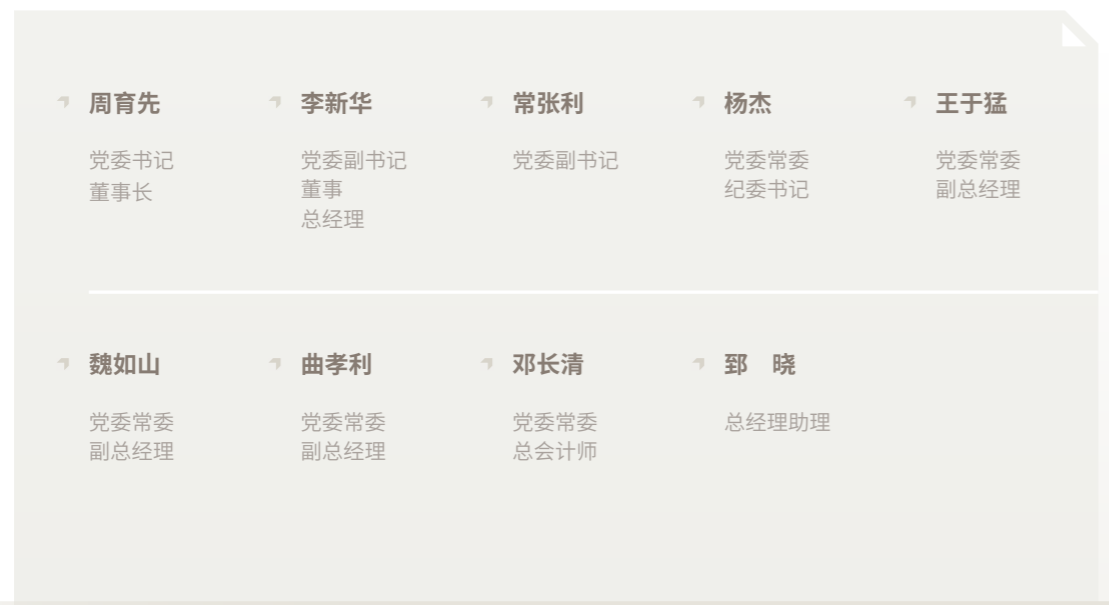 周育先
党委书记
董事长
李新华
党委副书记
董事
总经理
常张利
党委副书记
杨杰
党委常委
纪委书记
王于猛
党委常委
副总经理
魏如山
党委常委
副总经理
曲孝利
党委常委
副总经理
邓长清
党委常委
总会计师
郅　晓
总经理助理